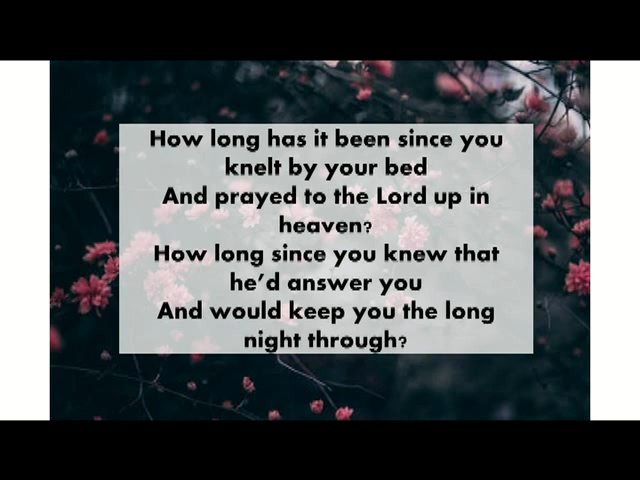 How long has it been since you
knelt by your bed
And prayed to the Lord up in
heaven?
How long since you knew that
he’d answer you
And would keep you the long
night through?